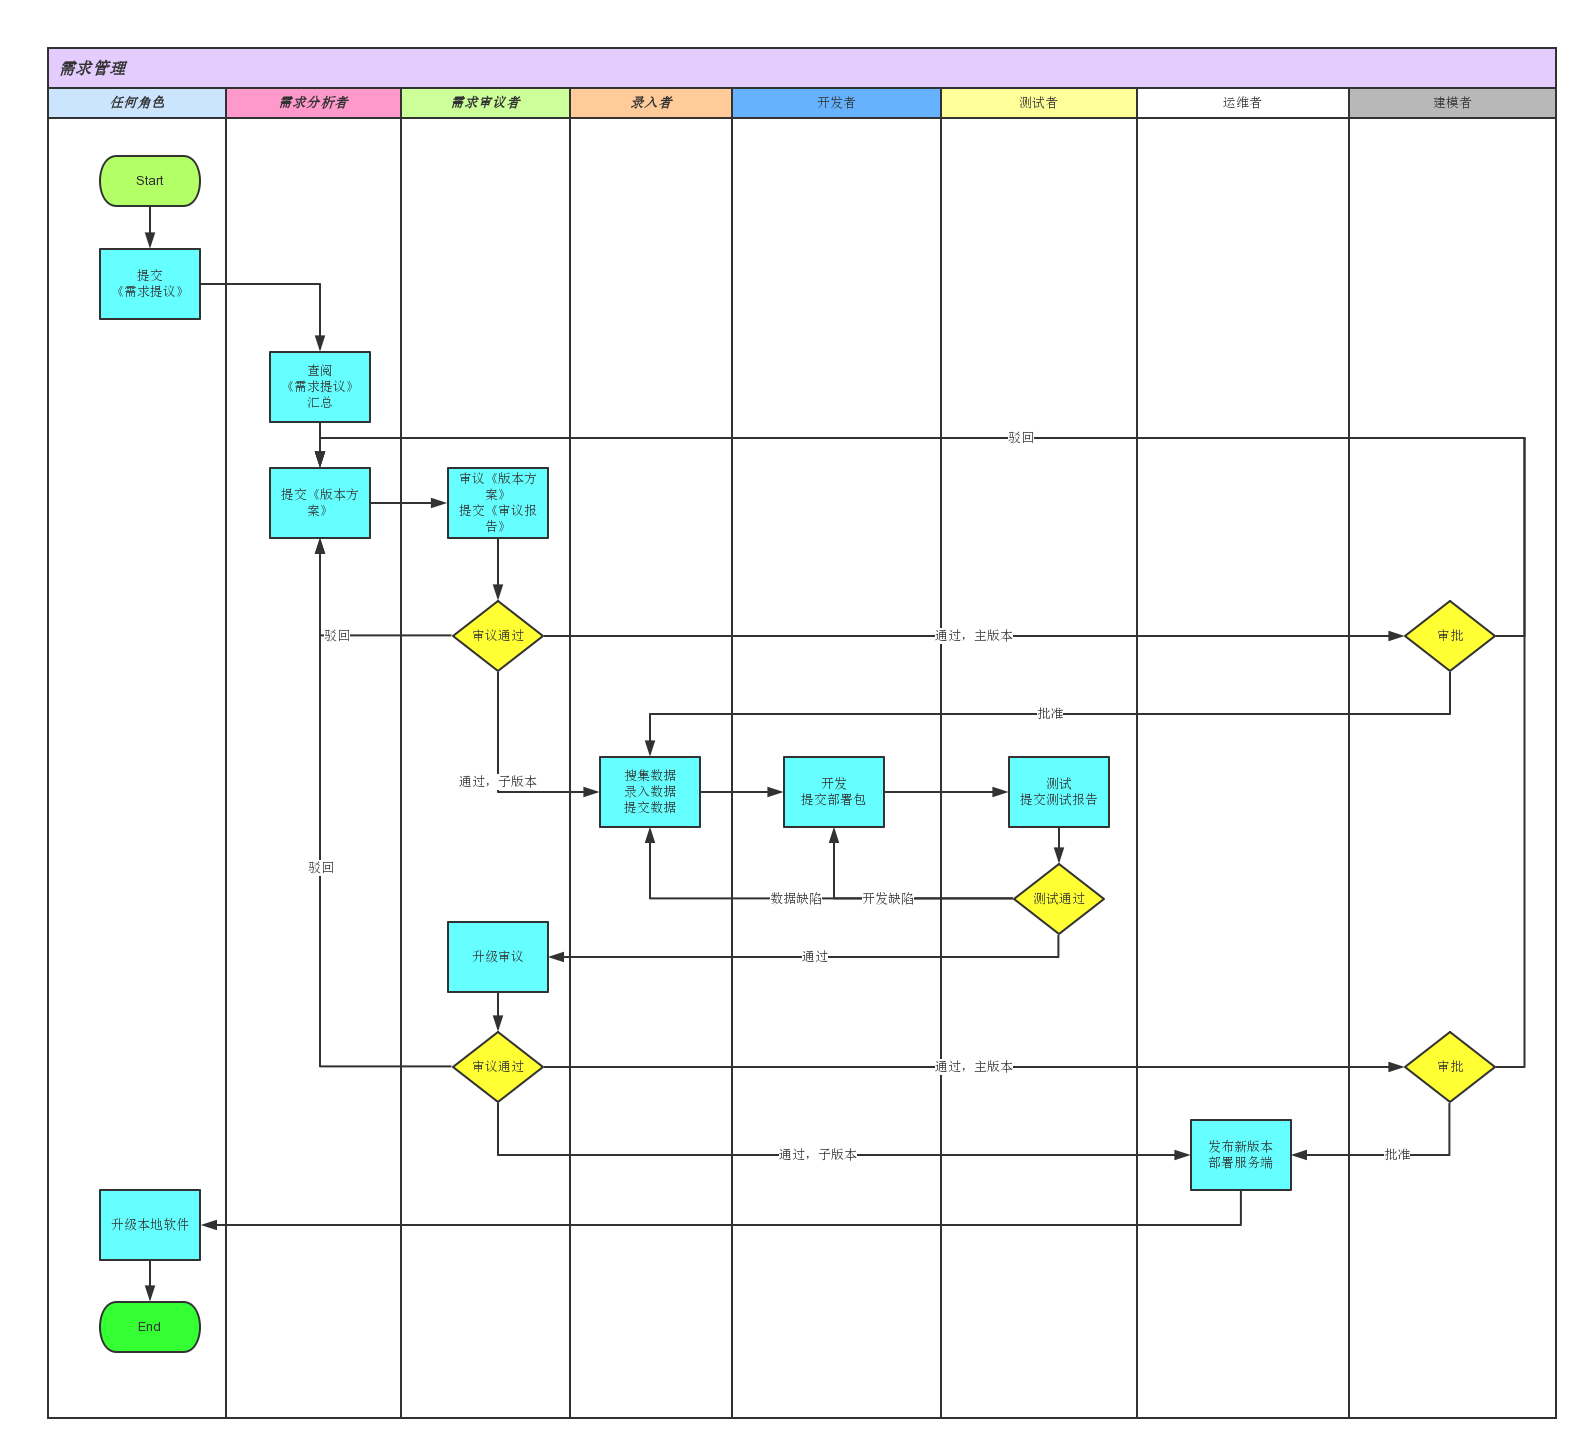 需求管理
任何角色
需求分析者
需求审议者
录入者
开发者
测试者
运维者
建模者
Start
提交
《需求提议》
查阅
《需求提议》
汇总
驳回
提交《版本方
案》
审议《版本方
案》
提交《审议报
告》
驳回
审议通过
通过，主版本
审批
批准
通过，子版本
搜集数据
录入数据
提交数据
开发
提交部署包
测试
提交测试报告
驳回
数据缺陷
开发缺陷
测试通过
升级审议
通过
审议通过
通过，主版本
审批
通过，子版本
发布新版本
部署服务端
批准
升级本地软件
End